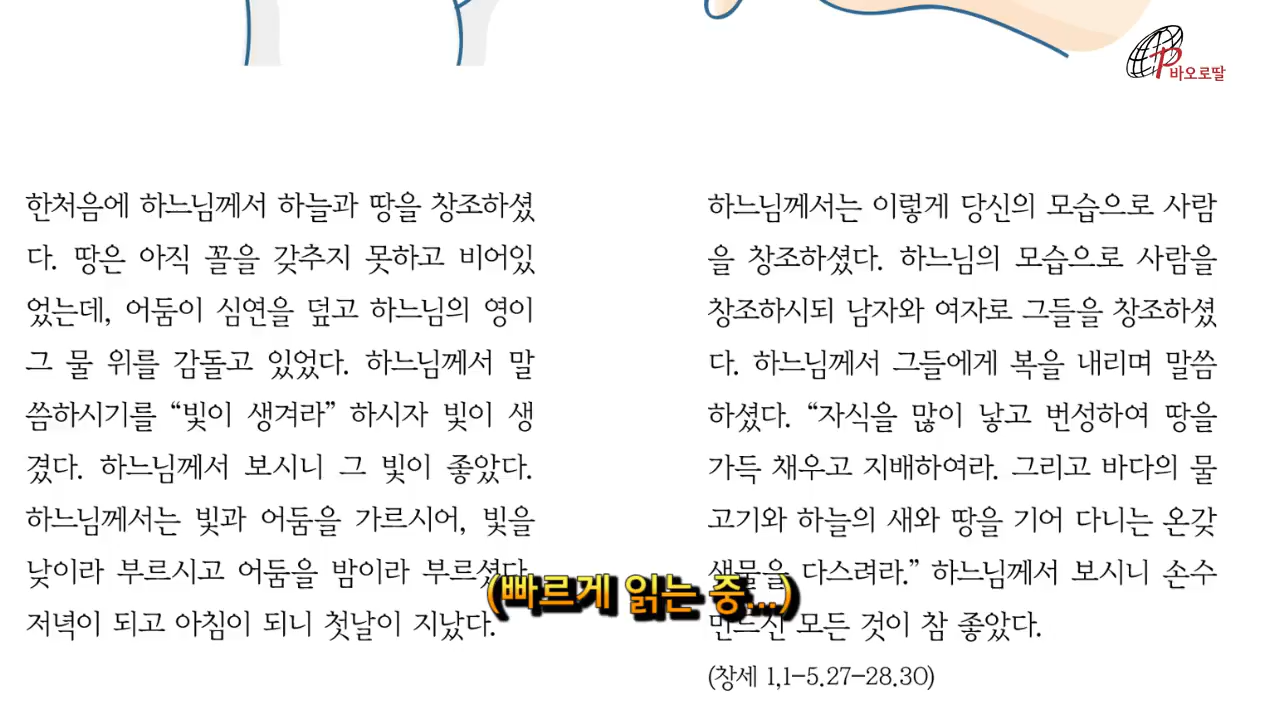 바오로딸
한처음에 하느님께서 하늘과 땅을 창조하셨
다. 땅은 아직 꼴을 갖추지 못하고 비어있
었는데, 어둠이 심연을 덮고 하느님의 영이
그 물 위를 감돌고 있었다. 하느님께서 말
씀하시기를 “빛이 생겨라” 하시자 빛이 생
겼다. 하느님께서 보시니 그 빛이 좋았다.
하느님께서는 빛과 어둠을 가르시어, 빛을
낮이라 부르시고 어둠을 밤이라 부르셨다.
저녁이 되고 아침이 되니 첫날이 지났다.
하느님께서는 이렇게 당신의 모습으로 사람
을 창조하셨다. 하느님의 모습으로 사람을
창조하시되 남자와 여자로 그들을 창조하셨
다. 하느님께서 그들에게 복을 내리며 말씀
하셨다. “자식을 많이 낳고 번성하여 땅을
가득 채우고 지배하여라. 그리고 바다의 물
고기와 하늘의 새와 땅을 기어 다니는 온갖
생물을 다스려라.” 하느님께서 보시니 손수
만드신 모든 것이 참 좋았다.
(창세 1,1-5.27-28.30)
(빠르게 읽는 중...)